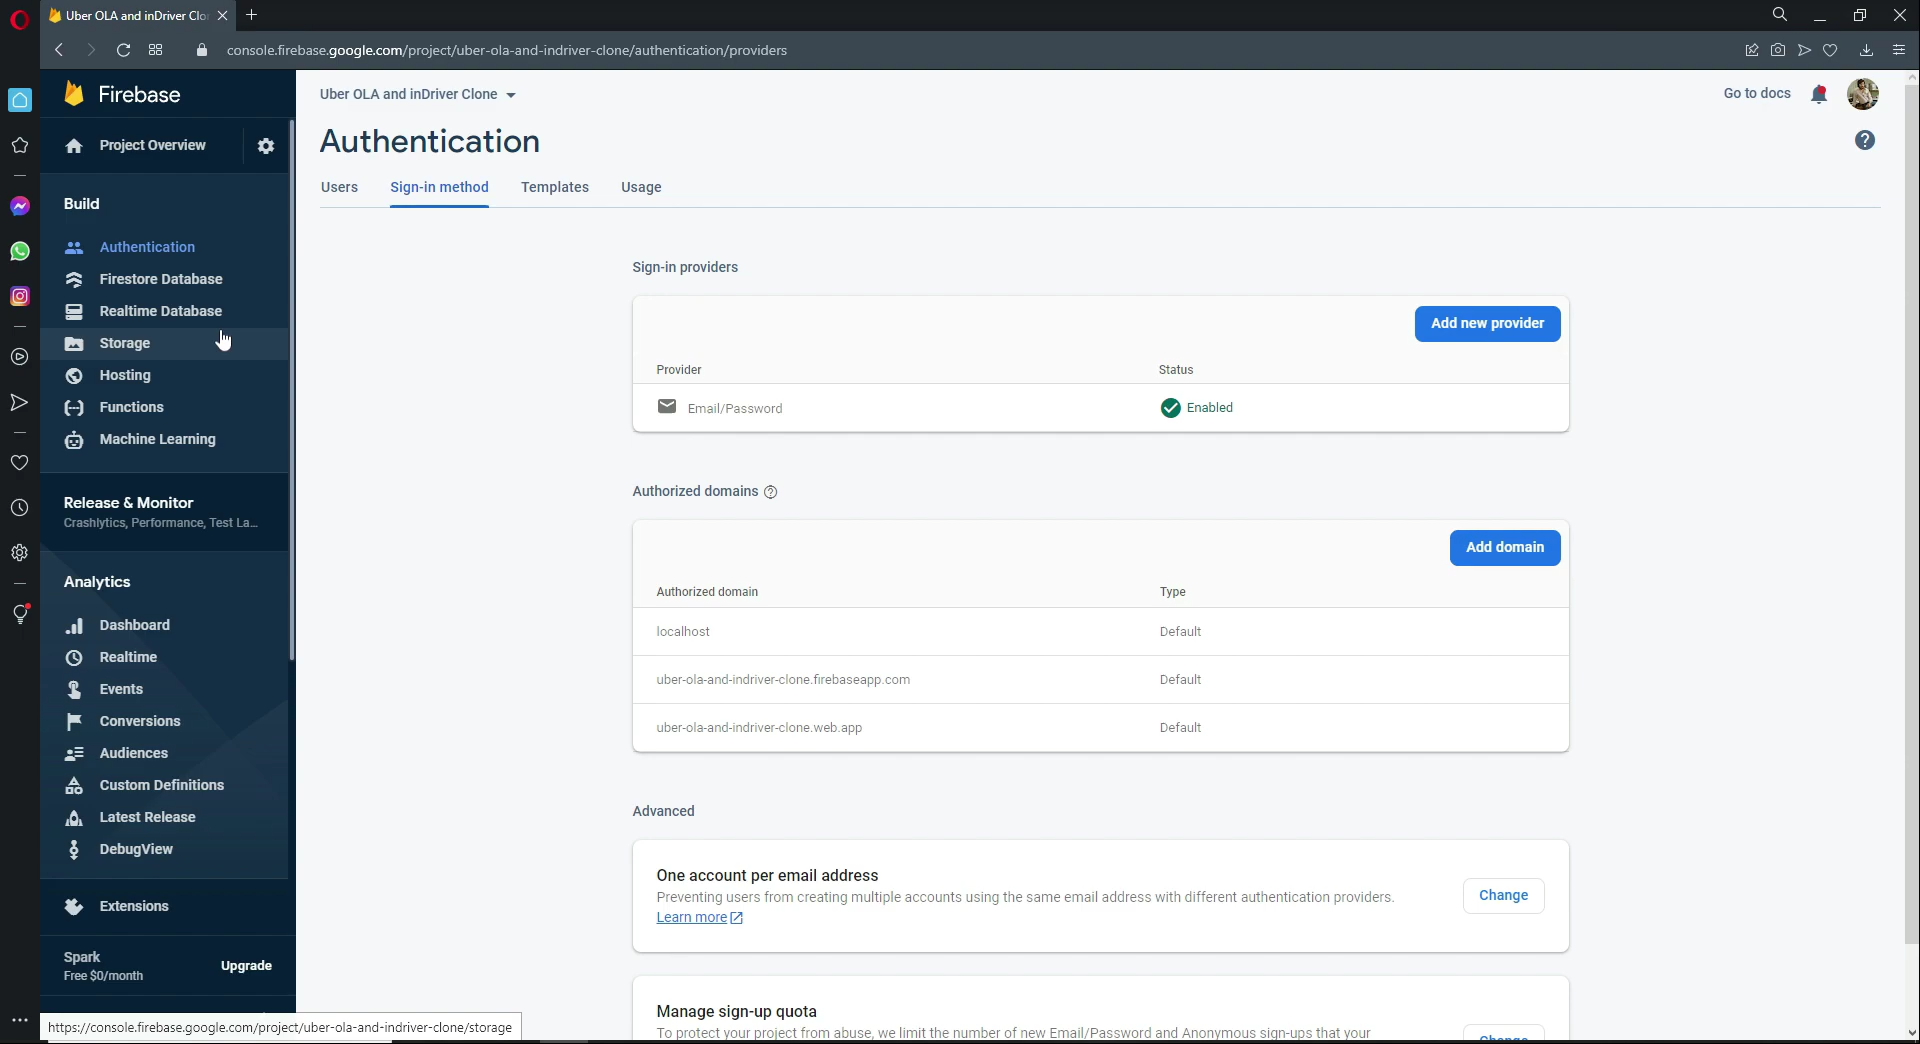 Uber OLA and inDriver Clo
console.firebase.google.com/project/uber-ola-and-indriver-clone/authentication/providers
Firebase
Uber OLA and inDriver Clone
Go to docs
Project Overview
Authentication
Users
Sign-in method
Templates
Usage
Build
Authentication
Firestore Database
Realtime Database
Storage
Hosting
Functions
Machine Learning
Release & Monitor
Crashlytics, Performance, Test La...
Analytics
Dashboard
Realtime
Events
Conversions
Audiences
Custom Definitions
Latest Release
DebugView
Extensions
Spark
Free $0/month
Upgrade
https://console.firebase.google.com/project/uber-ola-and-indriver-clone/storage
Sign-in providers
Add new provider
Provider
Status
Email/Password
Enabled
Authorized domains
Add domain
Authorized domain
Type
localhost
Default
uber-ola-and-indriver-clone.firebaseapp.com
Default
uber-ola-and-indriver-clone.web.app
Default
Advanced
One account per email address
Preventing users from creating multiple accounts using the same email address with different authentication providers.
Learn more
Change
Manage sign-up quota
To protect your project from abuse, we limit the number of new Email/Password and Anonymous sign-ups that your
Change